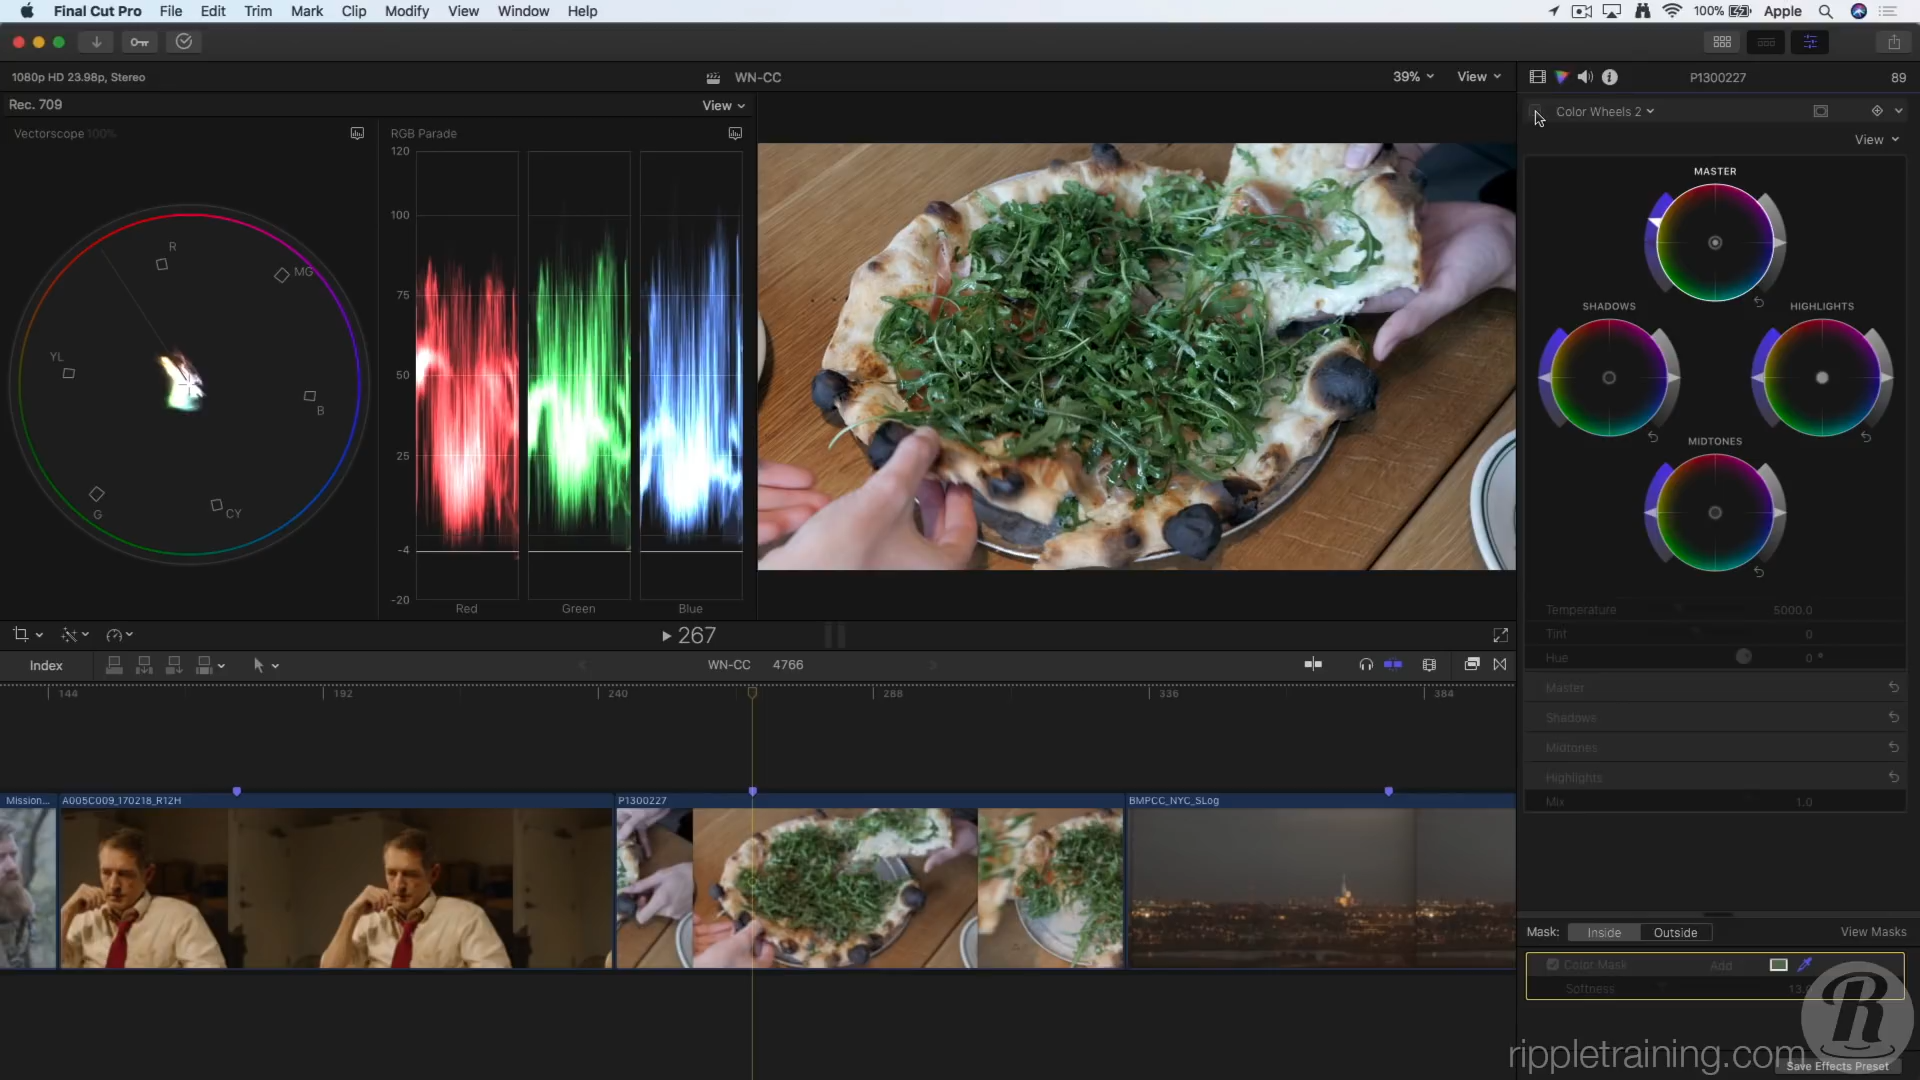 Final Cut Pro File Edit Trim Mark Clip Modify View Window Help 100% Apple
1080p HD 23.98p, Stereo WN-CC 39% View P1300227 89
Rec. 709 View Color Wheels 2
View
Vectorscope 100% RGB Parade
R MG YL B G CY
120
100
75
50
25
-4
-20
Red Green Blue
MASTER
SHADOWS HIGHLIGHTS
MIDTONES
Temperature 5000.0
Tint 0
Hue 0 °
Master
Shadows
Midtones
Highlights
Mix 1.0
267
Index WN-CC 4766
144 192 240 288 336 384
Mission... A005C009_170218_R12H P1300227 BMPCC_NYC_SLog
Mask: Inside Outside View Masks
Color Mask Add
Softness 13.
R
rippletraining.com
Save Effects Preset